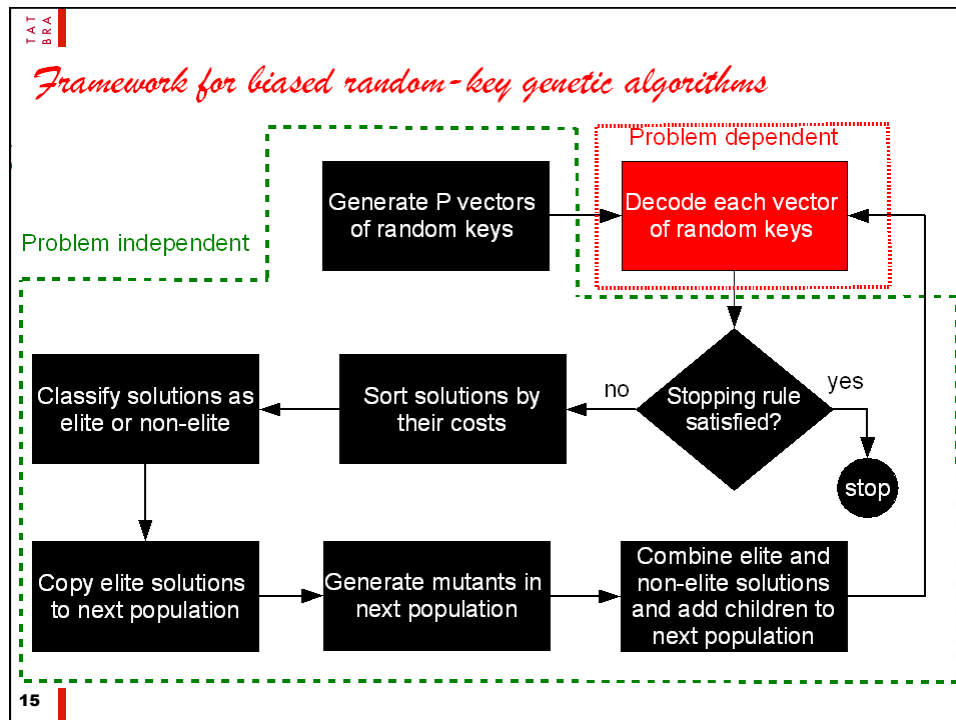 TAT
BRA
Framework for biased random-key genetic algorithms
Problem dependent
Generate P vectors
of random keys
Decode each vector
of random keys
Problem independent
Classify solutions as
elite or non-elite
Sort solutions by
their costs
no
Stopping rule
satisfied?
yes
stop
Copy elite solutions
to next population
Generate mutants in
next population
Combine elite and
non-elite solutions
and add children to
next population
15